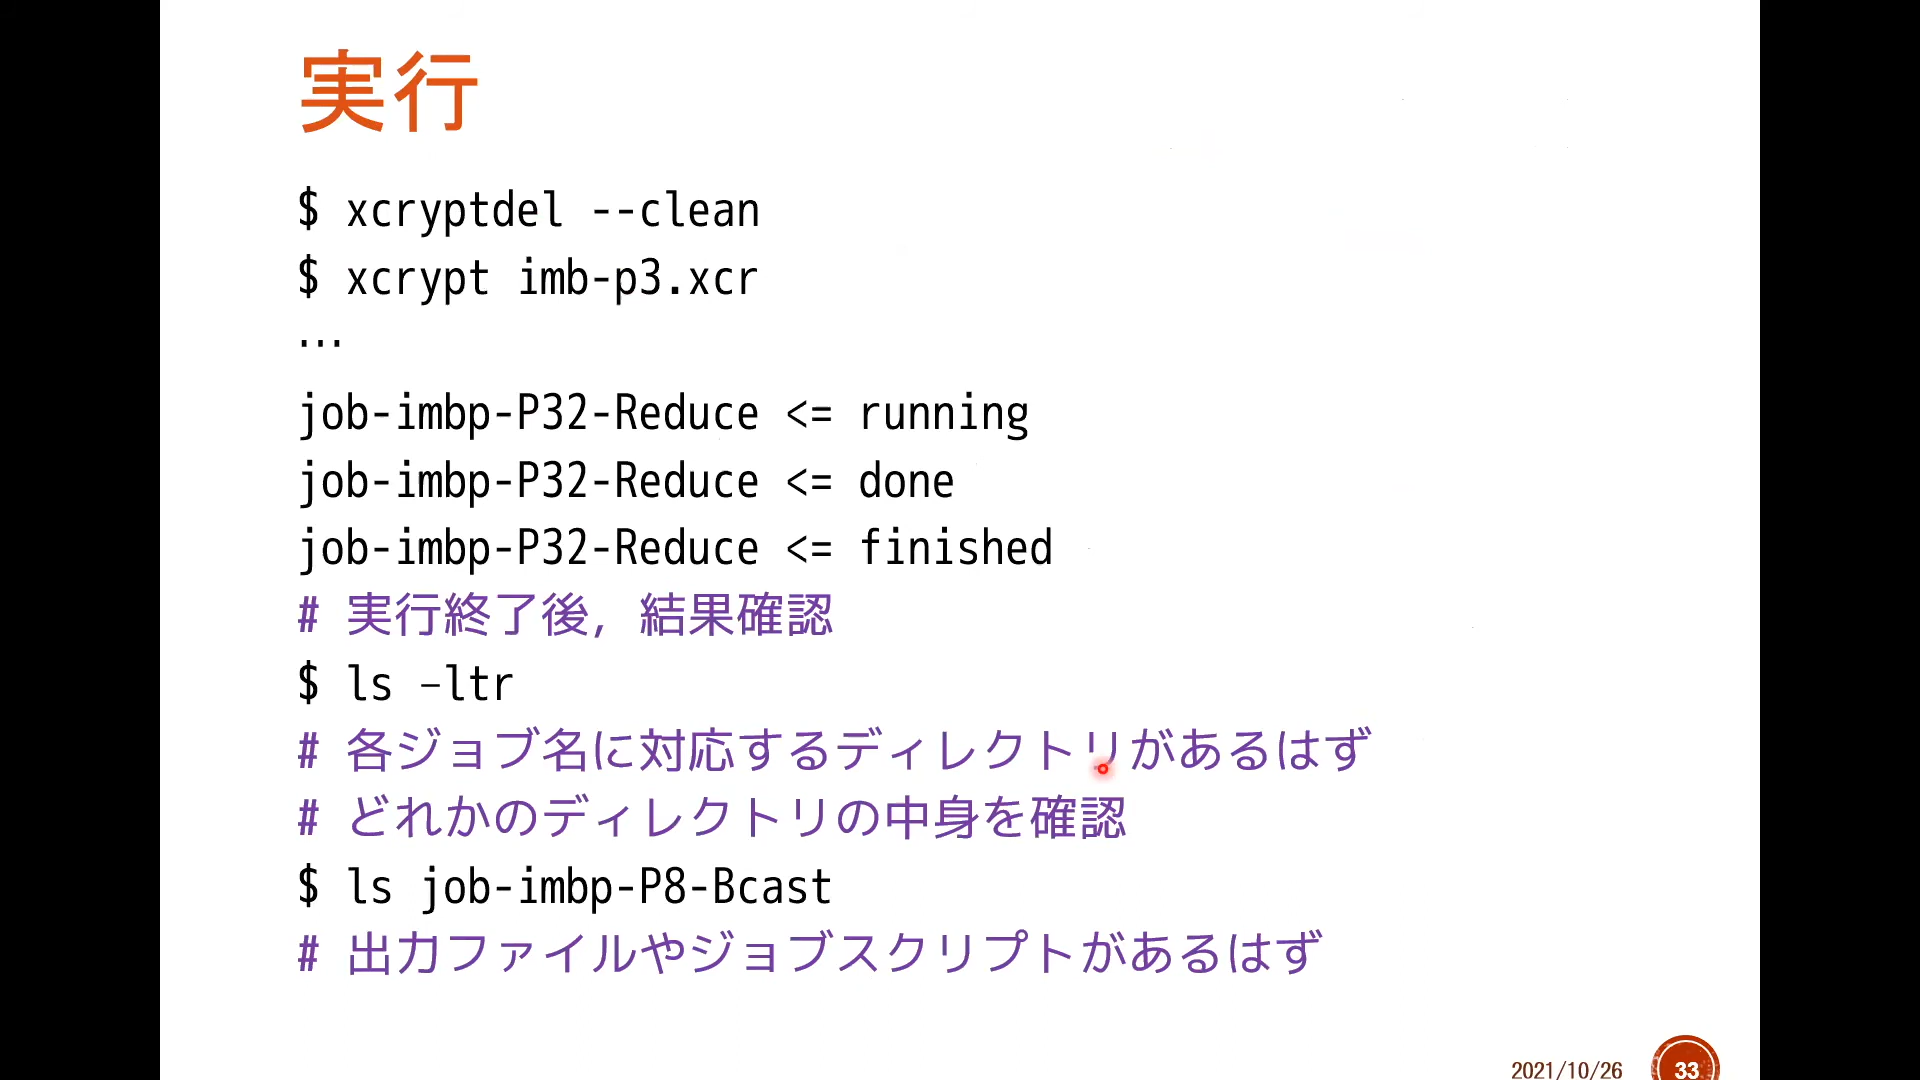 実行
$ xcryptdel --clean
$ xcrypt imb-p3.xcr
…
job-imbp-P32-Reduce <= running
job-imbp-P32-Reduce <= done
job-imbp-P32-Reduce <= finished
# 実行終了後，結果確認
$ ls –ltr
# 各ジョブ名に対応するディレクトリがあるはず
# どれかのディレクトリの中身を確認
$ ls job-imbp-P8-Bcast
# 出力ファイルやジョブスクリプトがあるはず
2021/10/26
33